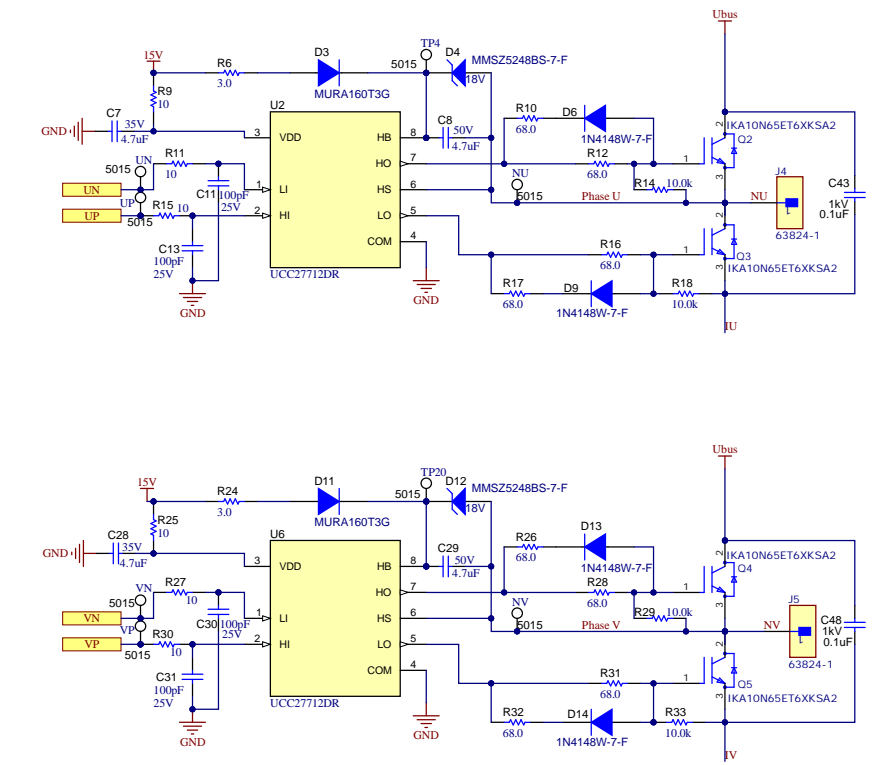 Ubus
TP4
15V
R6
3.0
D3
MURA160T3G
5015
D4
MMSZ5248BS-7-F
18V
R9
10
C7
35V
4.7uF
GND
U2
3 VDD
HB 8
HO 7
HS 6
LO 5
COM 4
1 LI
2 HI
UCC27712DR
C8
50V
4.7uF
R10
68.0
D6
1N4148W-7-F
R12
68.0
R14
10.0k
NU
5015
Phase U
IKA10N65ET6XKSA2
Q2
2
1
3
J4
NU
63824-1
C43
1kV
0.1uF
UN
5015
R11
10
UN
UP
UP
5015
R15
10
C11
100pF
25V
C13
100pF
25V
GND
GND
R16
68.0
R17
68.0
D9
1N4148W-7-F
R18
10.0k
2
1
3
Q3
IKA10N65ET6XKSA2
IU
Ubus
TP20
15V
R24
3.0
D11
MURA160T3G
5015
D12
MMSZ5248BS-7-F
18V
R25
10
C28
35V
4.7uF
GND
U6
3 VDD
HB 8
HO 7
HS 6
LO 5
COM 4
1 LI
2 HI
UCC27712DR
C29
50V
4.7uF
R26
68.0
D13
1N4148W-7-F
R28
68.0
R29
10.0k
NV
5015
Phase V
IKA10N65ET6XKSA2
Q4
2
1
3
J5
NV
63824-1
C48
1kV
0.1uF
VN
5015
R27
10
VN
VP
VP
5015
R30
10
C30
100pF
25V
C31
100pF
25V
GND
GND
R31
68.0
R32
68.0
D14
1N4148W-7-F
R33
10.0k
2
1
3
Q5
IKA10N65ET6XKSA2
IV